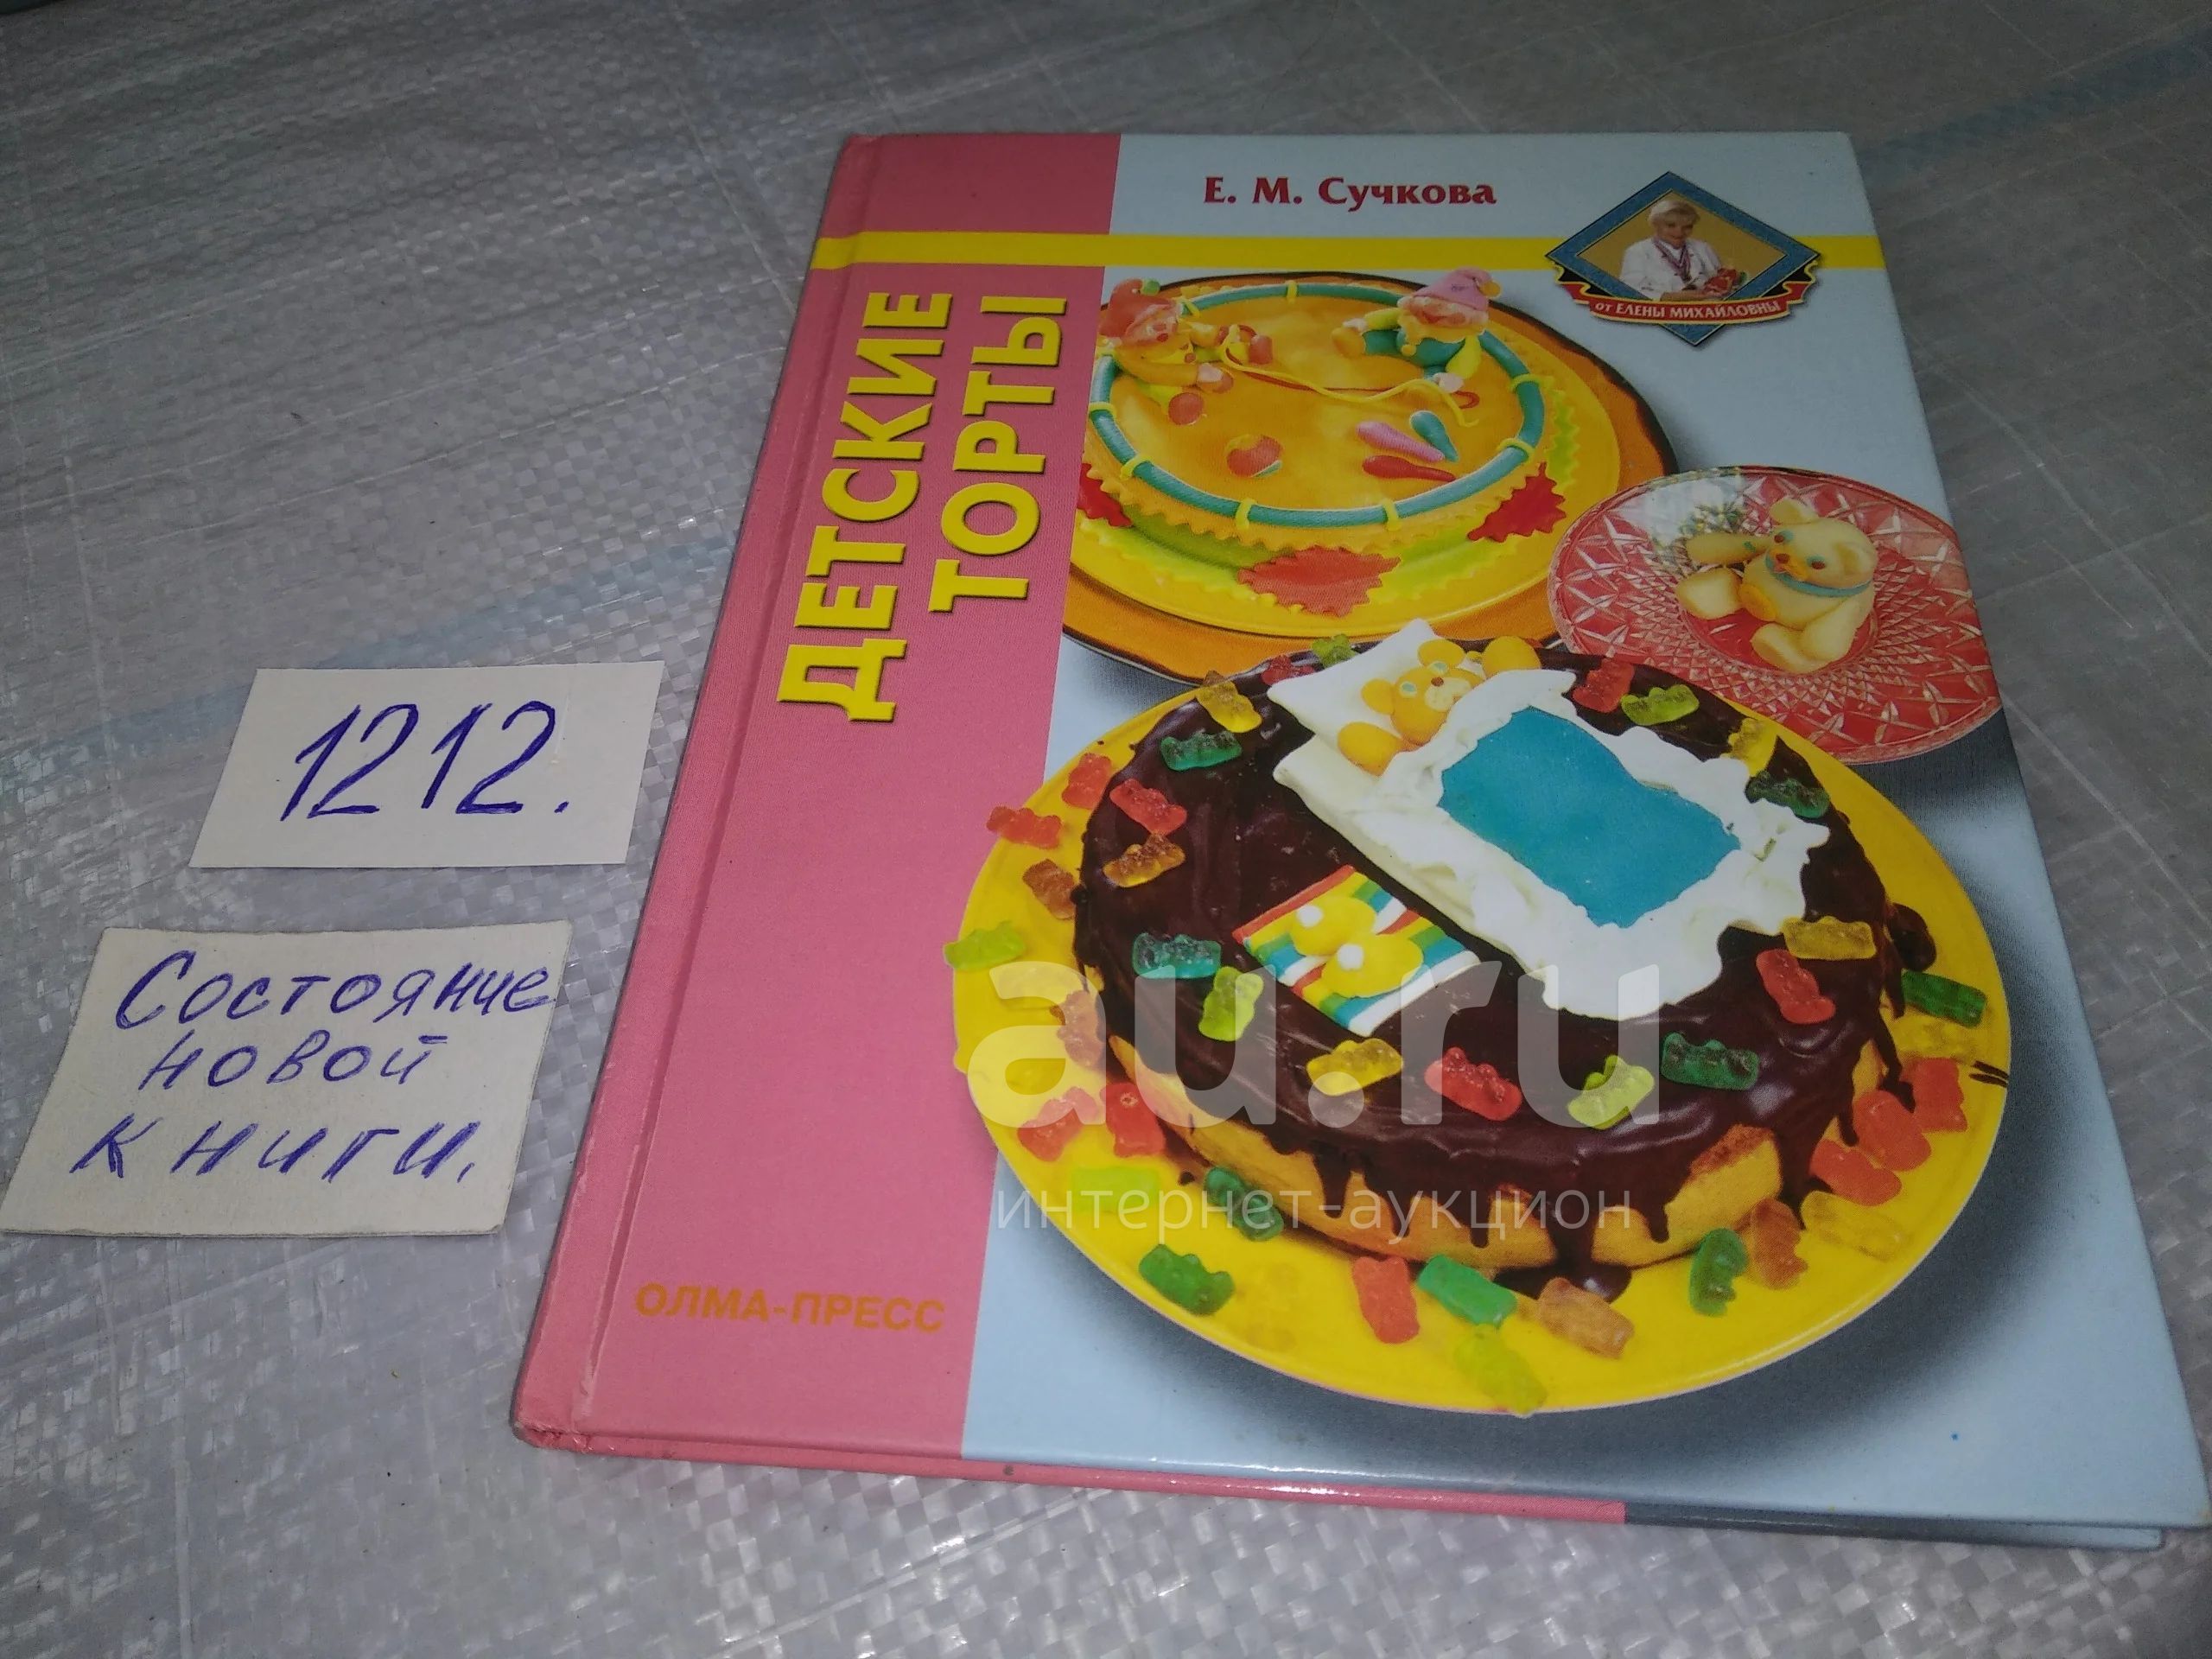 Е. М. Сучкова
от ЕЛЕНЫ МИХАЙЛОВНЫ
ДЕТСКИЕ
ТОРТЫ
1212.
Состояние
новой
книги.
au.ru
интернет-аукцион
ОЛМА-ПРЕСС